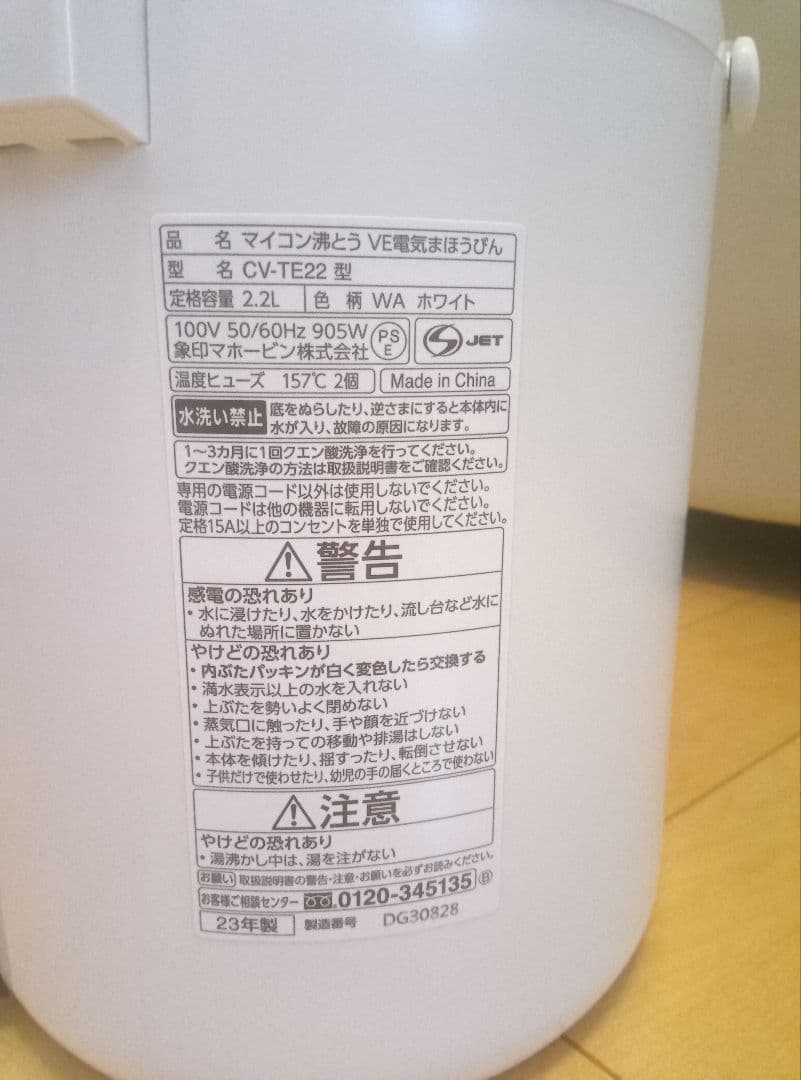 品 名 マイコン沸とう VE電気まほうびん
型 名 CV-TE22 型
定格容量 2.2L 色 柄 WA ホワイト
100V 50/60Hz 905W
象印マホービン株式会社
PS
E
JET
温度ヒューズ 157℃ 2個 Made in China
水洗い禁止 底をぬらしたり、逆さまにすると本体内に
水が入り、故障の原因になります。
1～3カ月に1回クエン酸洗浄を行ってください。
クエン酸洗浄の方法は取扱説明書をご確認ください。
専用の電源コード以外は使用しないでください。
電源コードは他の機器に転用しないでください。
定格15A以上のコンセントを単独で使用してください。
警告
感電の恐れあり
・水に浸けたり、水をかけたり、流し台など水に
ぬれた場所に置かない
やけどの恐れあり
・内ぶたパッキンが白く変色したら交換する
・満水表示以上の水を入れない
・上ぶたを勢いよく閉めない
・蒸気口に触ったり、手や顔を近づけない
・上ぶたを持っての移動や排湯はしない
・本体を傾けたり、揺すったり、転倒させない
・子供だけで使わせたり、幼児の手の届くところで使わない
注意
やけどの恐れあり
・湯沸かし中は、湯を注がない
お願い 取扱説明書の警告・注意・お願いを必ずお読みください。
お客様ご相談センター 0120-345135 Ⓑ
23年製 製造番号 DG30828